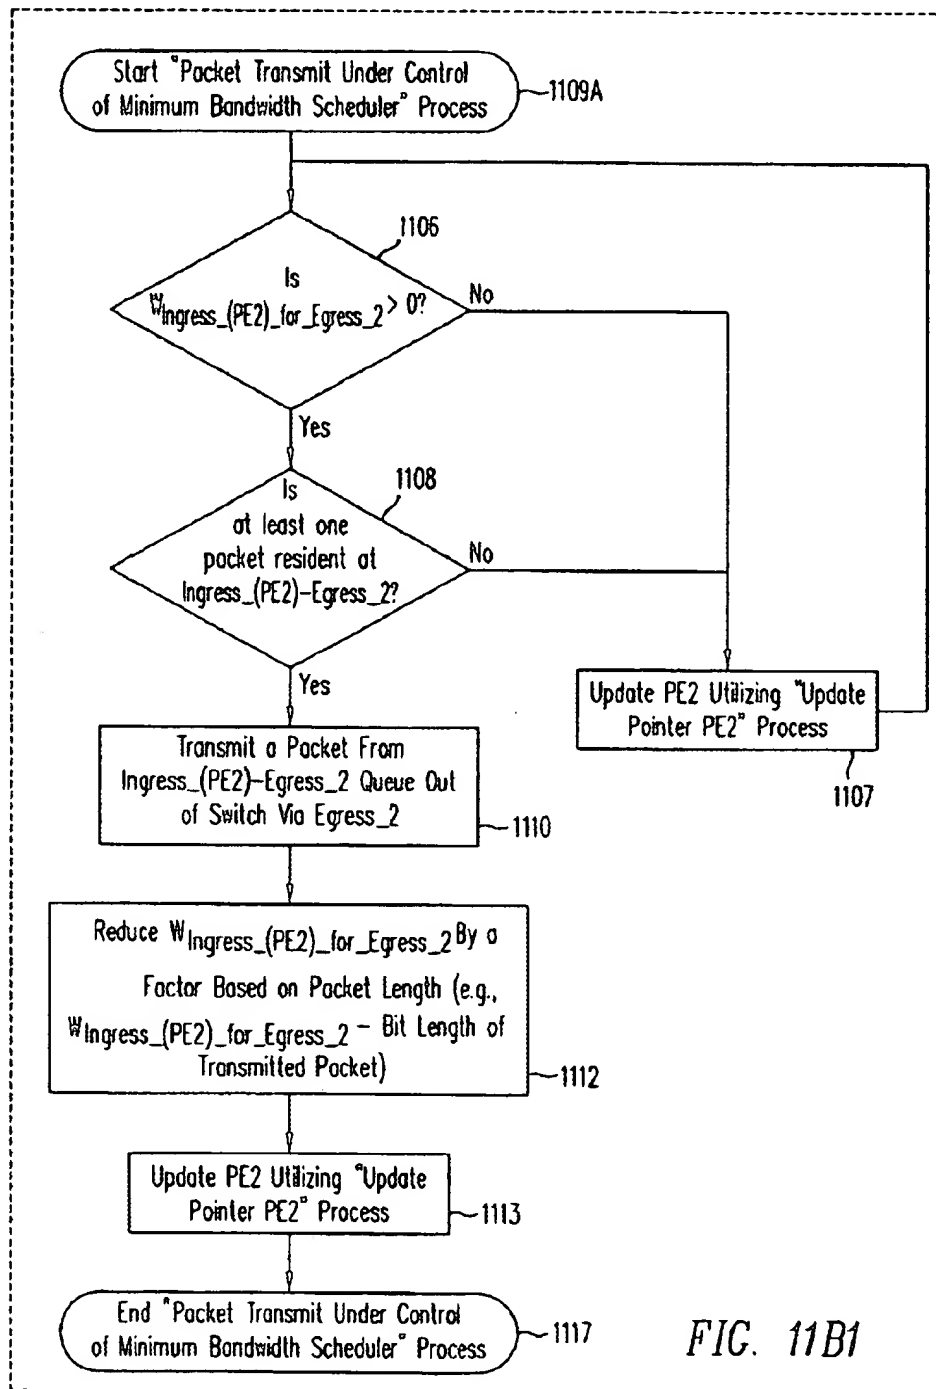 Start "Packet Transmit Under Control
of Minimum Bandwidth Scheduler" Process
1109A
1106
Is
WIngress_(PE2)_for_Egress_2 > 0?
No
Yes
1108
Is
at least one
packet resident at
Ingress_(PE2)-Egress_2?
No
Yes
Update PE2 Utilizing "Update
Pointer PE2" Process
1107
Transmit a Packet From
Ingress_(PE2)-Egress_2 Queue Out
of Switch Via Egress_2
1110
Reduce WIngress_(PE2)_for_Egress_2 By a
Factor Based on Packet Length (e.g.,
WIngress_(PE2)_for_Egress_2 - Bit Length of
Transmitted Packet)
1112
Update PE2 Utilizing "Update
Pointer PE2" Process
1113
End "Packet Transmit Under Control
of Minimum Bandwidth Scheduler" Process
1117
FIG. 11B1